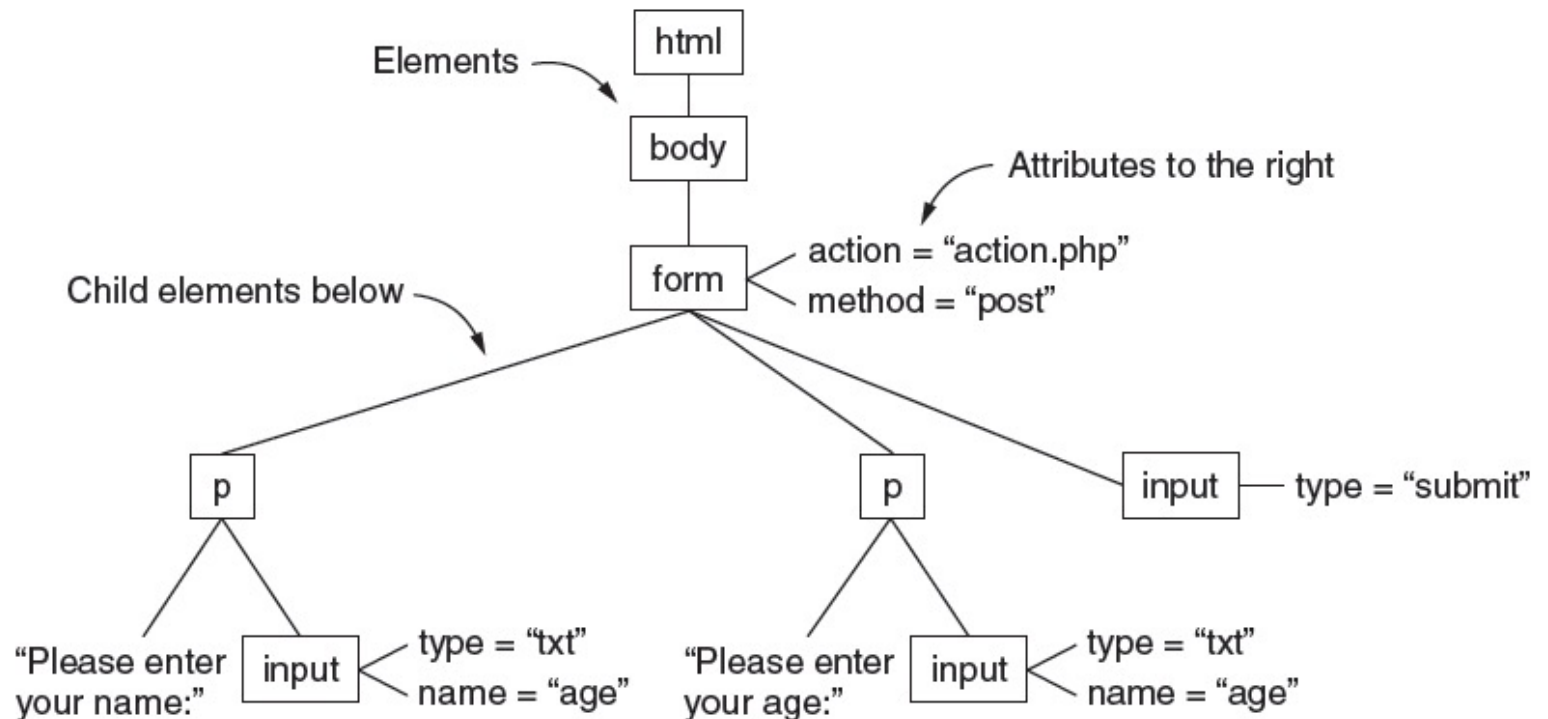 html
Elements
body
Attributes to the right
action = “action.php”
form
method = “post”
Child elements below
p
p
input
type = “submit”
“Please enter
your name:”
input
type = “txt”
name = “age”
“Please enter
your age:”
input
type = “txt”
name = “age”